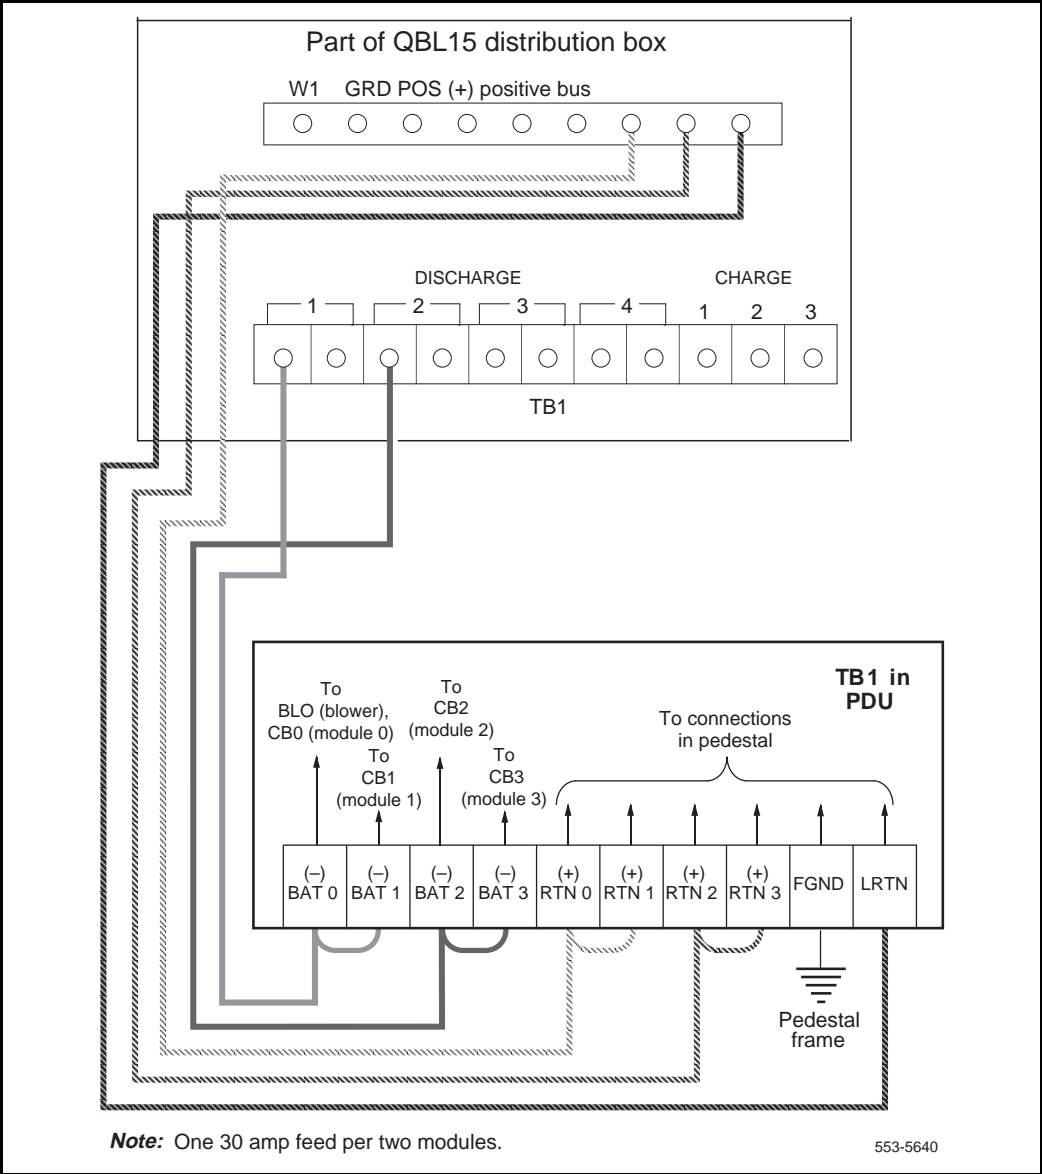 Part of QBL15 distribution box
W1 GRD POS (+) positive bus
DISCHARGE CHARGE
1 2 3 4 1 2 3
TB1
TB1 in
PDU
To
BLO (blower),
CB0 (module 0)
To
CB1
(module 1)
To
CB2
(module 2)
To
CB3
(module 3)
To connections
in pedestal
(–)
BAT 0
(–)
BAT 1
(–)
BAT 2
(–)
BAT 3
(+)
RTN 0
(+)
RTN 1
(+)
RTN 2
(+)
RTN 3
FGND
LRTN
Pedestal
frame
Note: One 30 amp feed per two modules.
553-5640